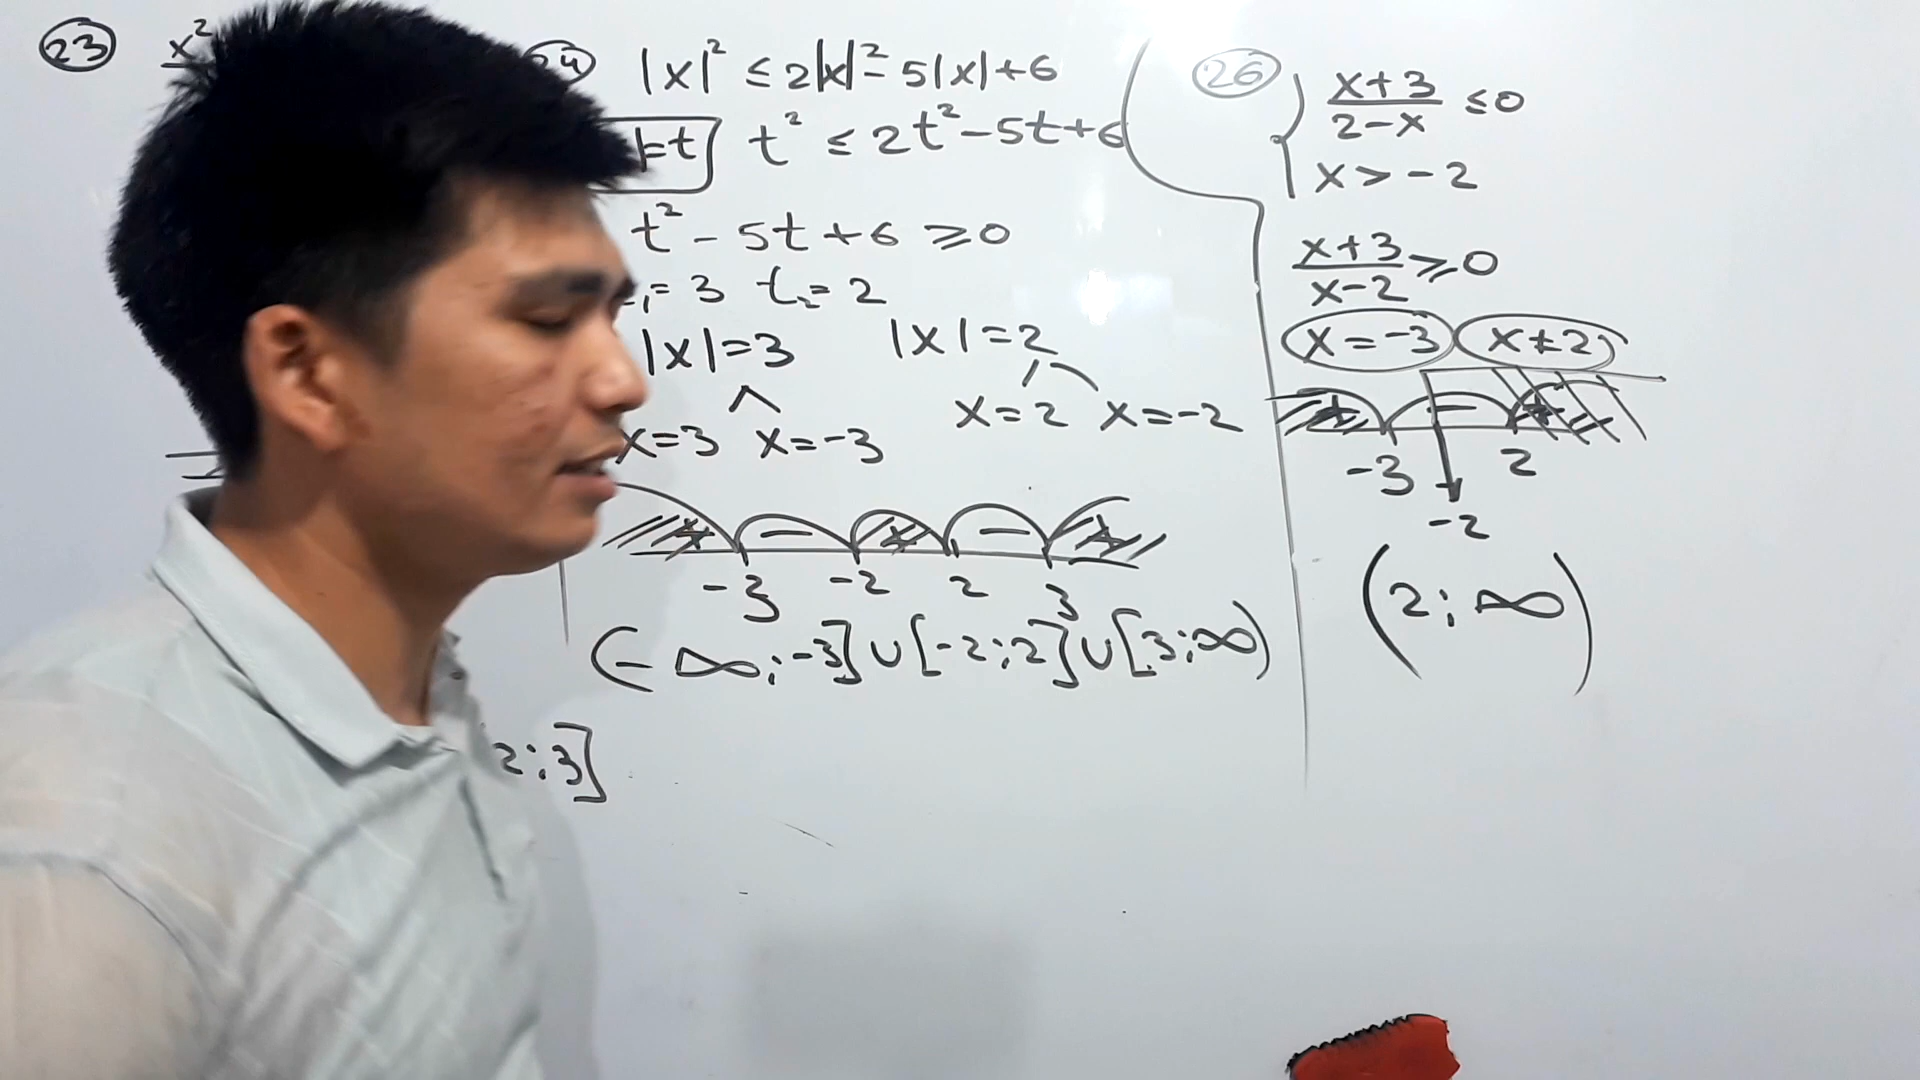 23 x²
|x|² ≤ 2|x|² - 5|x| + 6
=t t² ≤ 2t² - 5t + 6
t² - 5t + 6 ≥ 0
= 3 t₂ = 2
|x| = 3 |x| = 2
x = 3 x = -3 x = 2 x = -2
+ - + - +
-3 -2 2 3
(-∞; -3] ∪ [-2; 2] ∪ [3; ∞)
2; 3]
26 x+3/2-x ≤ 0
x > -2
x+3/x-2 ≥ 0
x = -3 x ≠ 2
+ - +
-3 2
-2
(2; ∞)